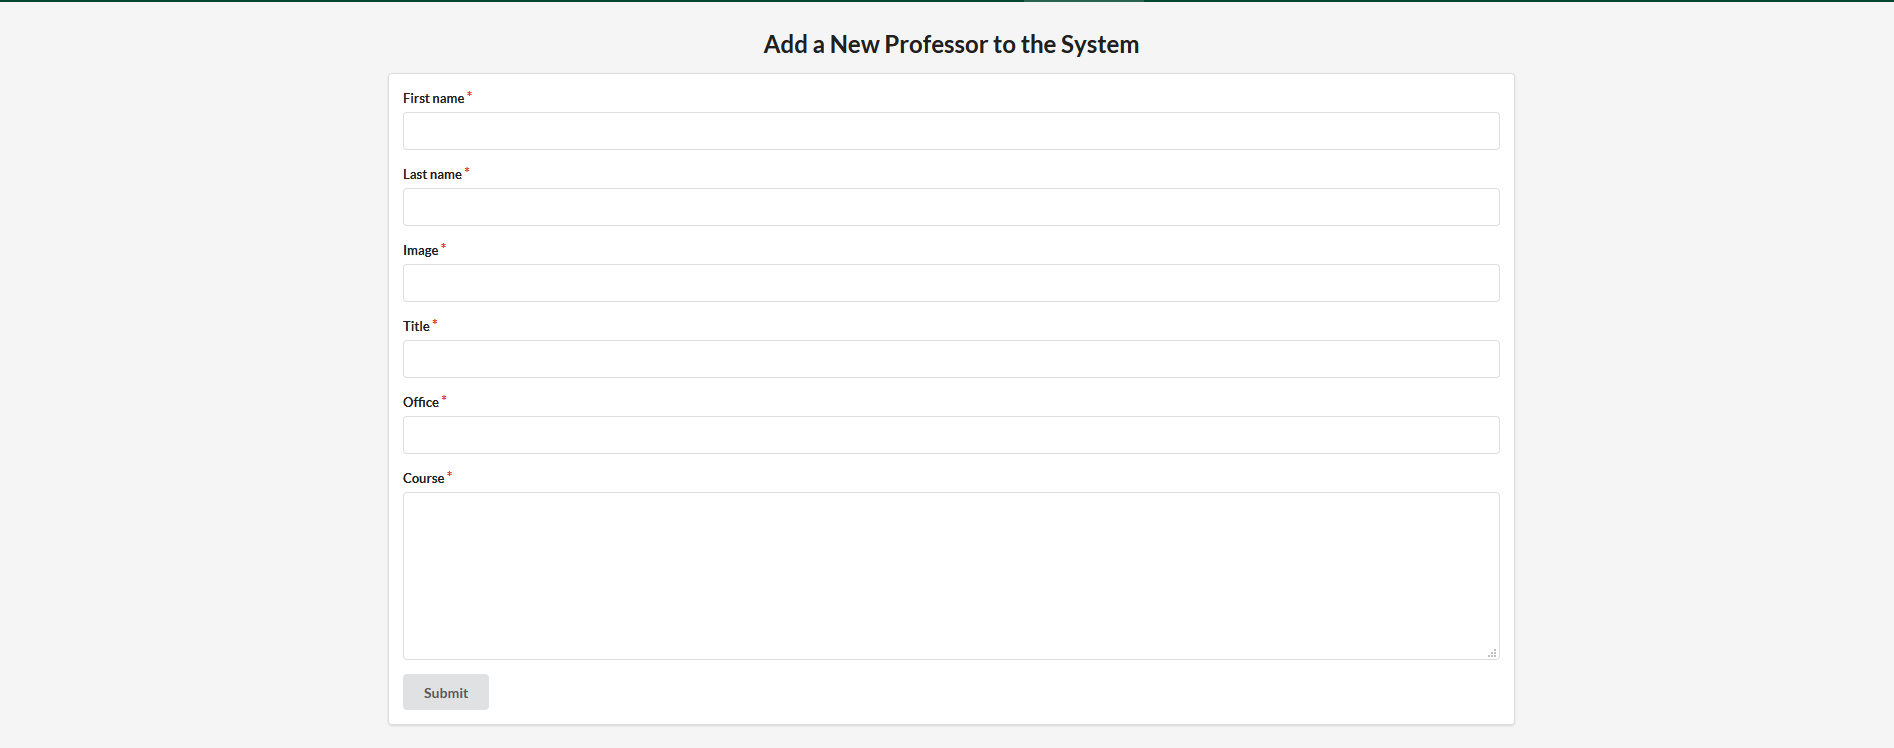 Add a New Professor to the System
First name *
Last name *
Image *
Title *
Office *
Course *
Submit